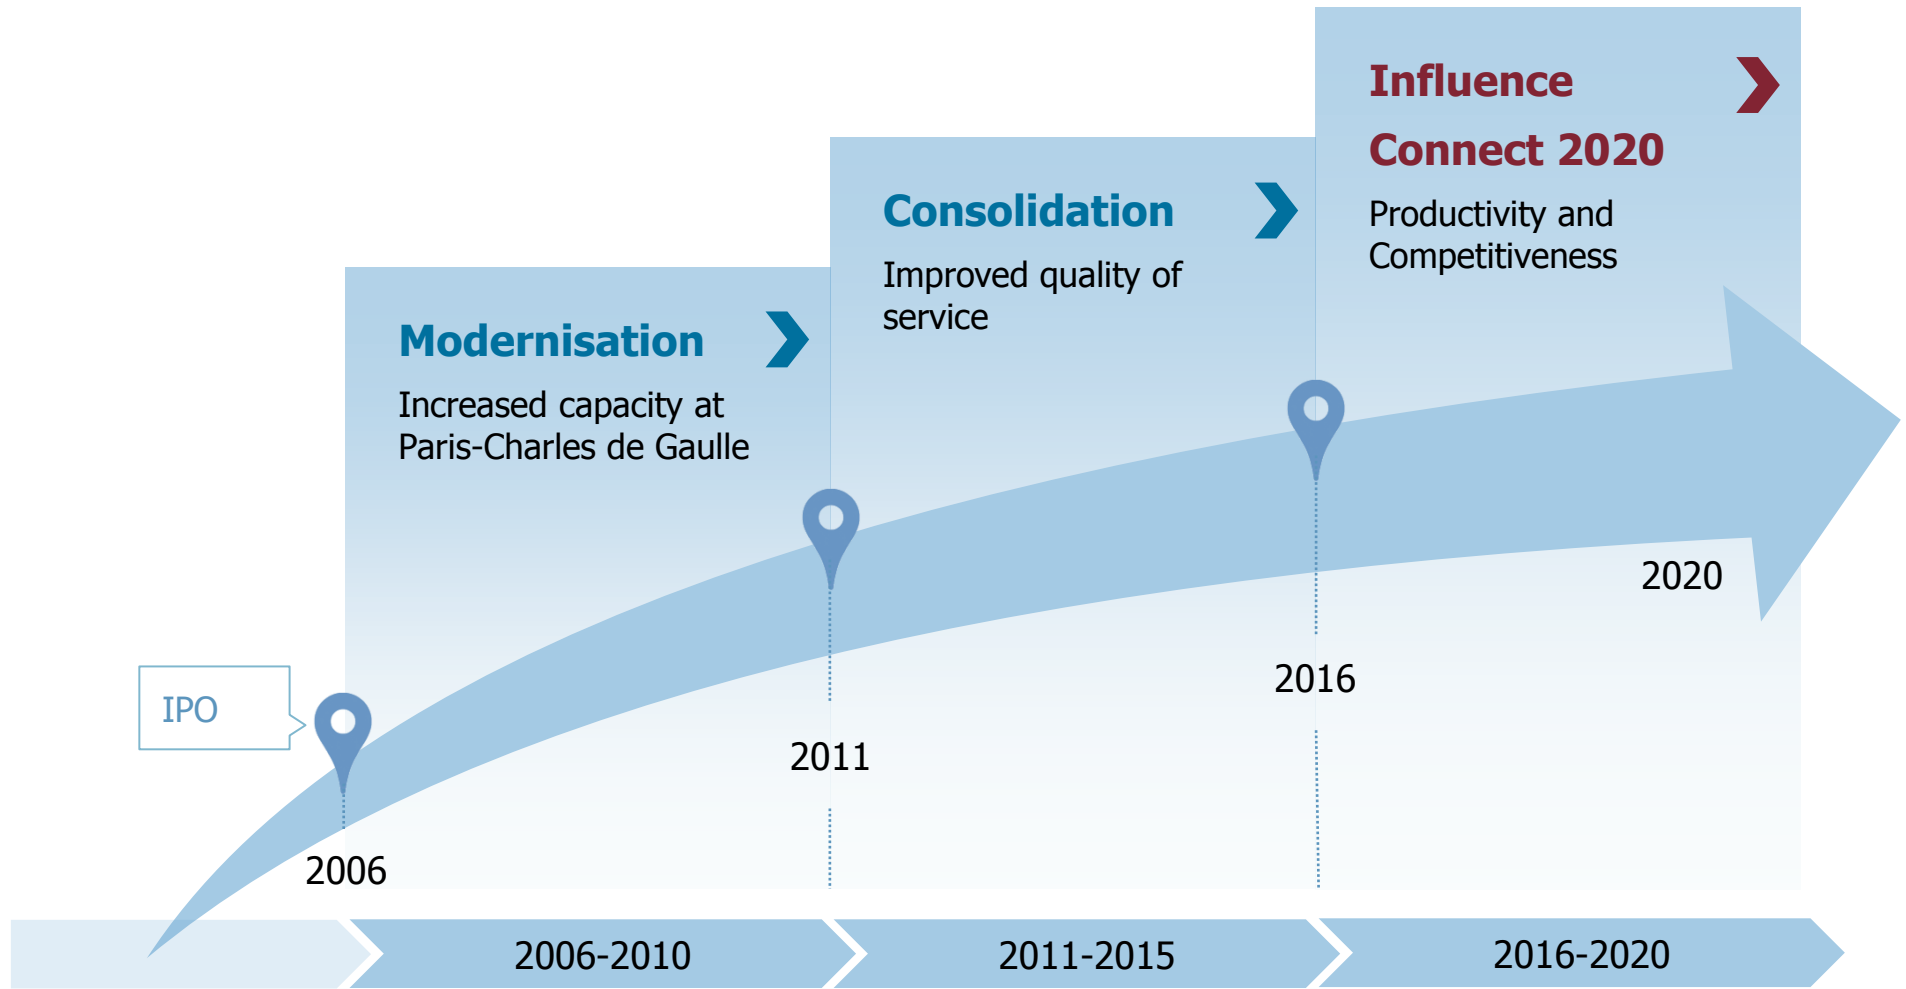 Influence
Connect 2020
Productivity and
Competitiveness
Consolidation
Improved quality of
service
Modernisation
Increased capacity at
Paris-Charles de Gaulle
2020
2016
IPO
2011
2006
2006-2010
2011-2015
2016-2020